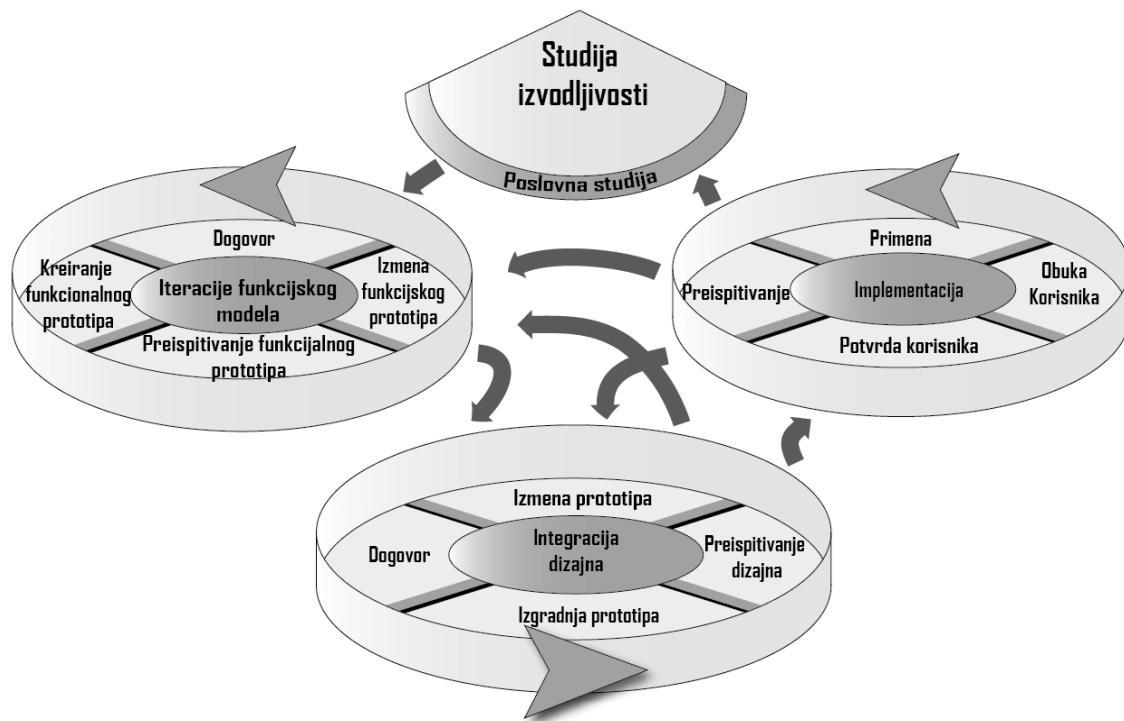 Studija
izvodljivosti
Poslovna studija
Dogovor
Kreiranje
funkcionalnog
prototipa
Iteracije funkcijskog
modela
Izmena
funkcijskog
prototipa
Preispitivanje funkcijalnog
prototipa
Primena
Preispitivanje
Implementacija
Obuka
Korisnika
Potvrda korisnika
Izmena prototipa
Dogovor
Integracija
dizajna
Preispitivanje
dizajna
Izgradnja prototipa